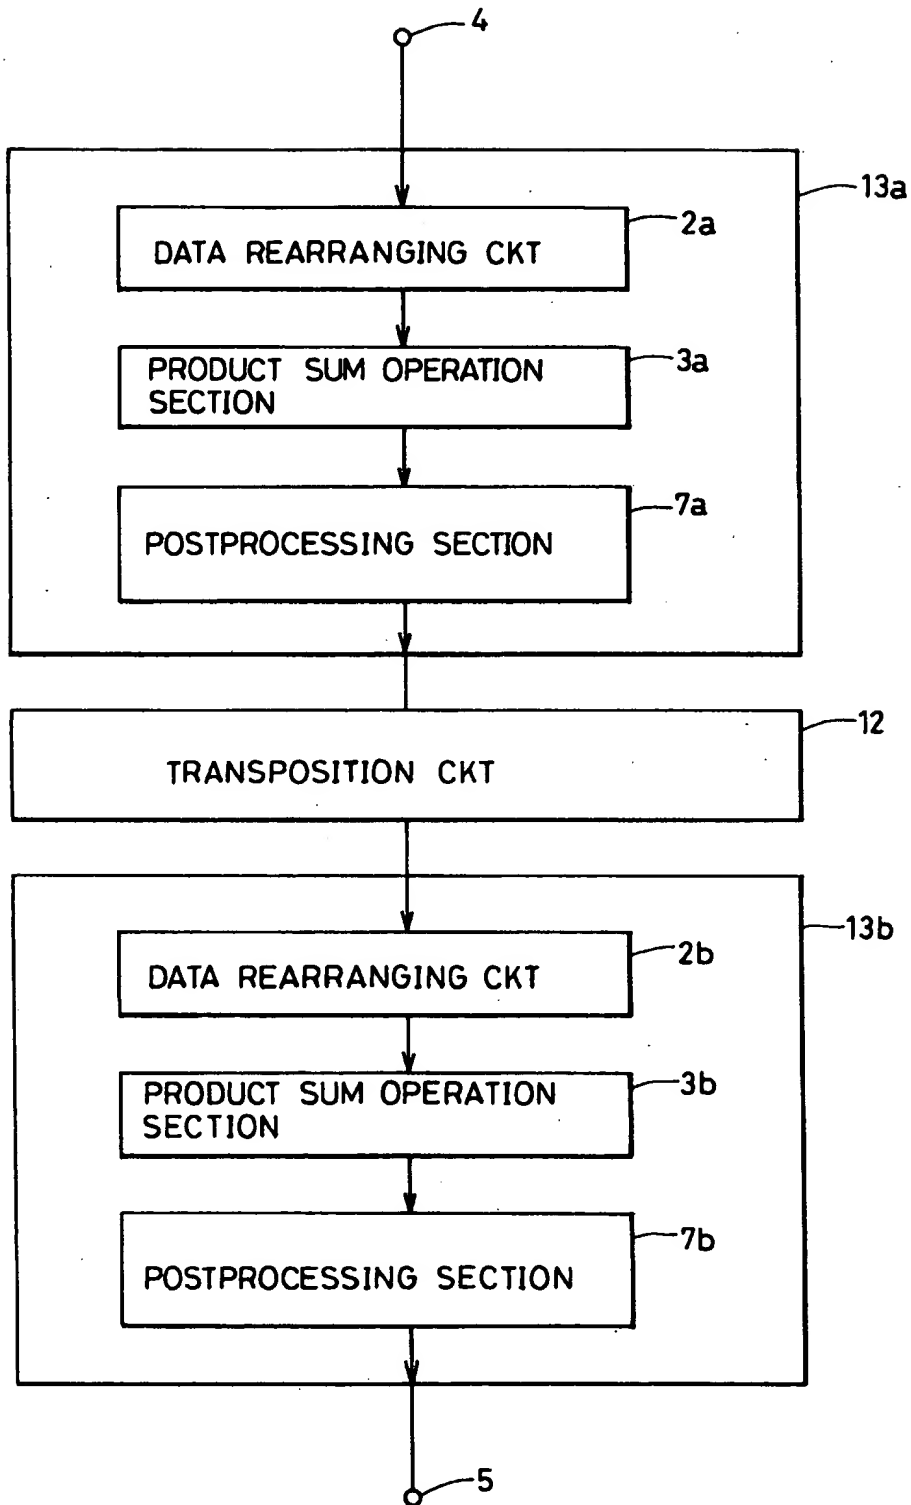 4
13a
2a
DATA REARRANGING CKT
3a
PRODUCT SUM OPERATION
SECTION
7a
POSTPROCESSING SECTION
12
TRANSPOSITION CKT
13b
2b
DATA REARRANGING CKT
3b
PRODUCT SUM OPERATION
SECTION
7b
POSTPROCESSING SECTION
5